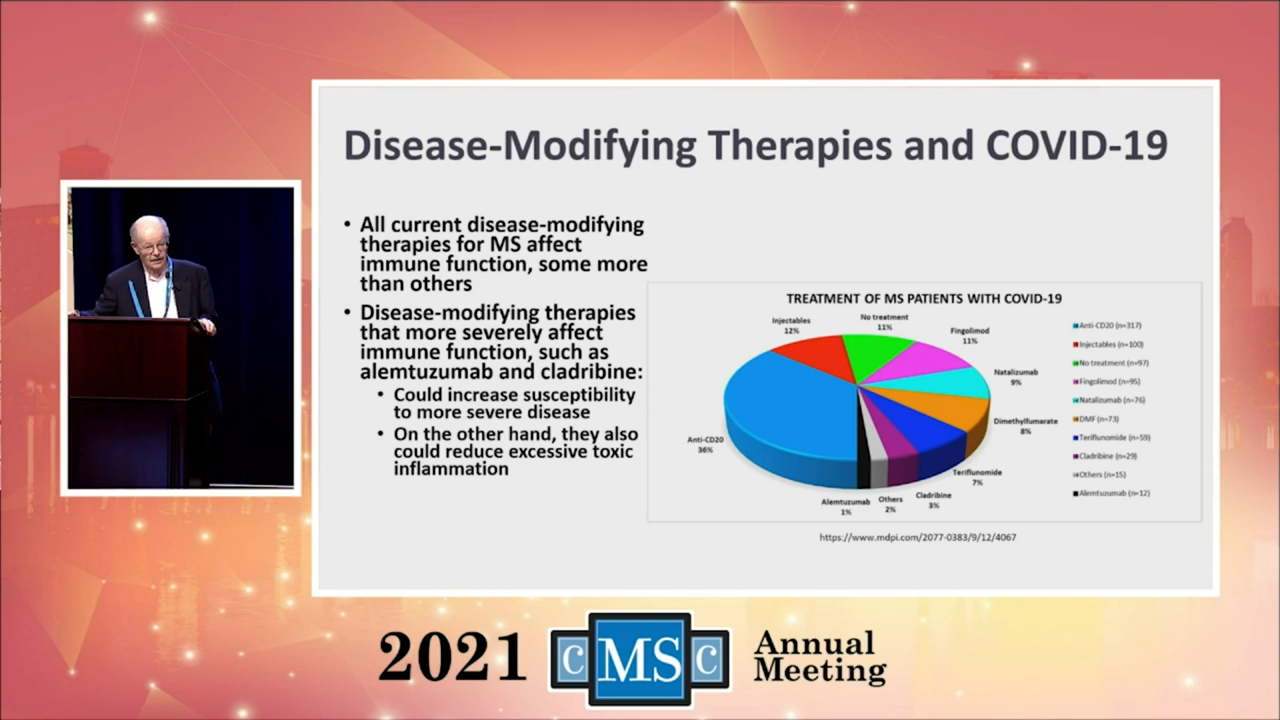 Disease-Modifying Therapies and COVID-19
• All current disease-modifying
therapies for MS affect
immune function, some more
than others
• Disease-modifying therapies
that more severely affect
immune function, such as
alemtuzumab and cladribine:
• Could increase susceptibility
to more severe disease
• On the other hand, they also
could reduce excessive toxic
inflammation
TREATMENT OF MS PATIENTS WITH COVID-19
Injectables
12%
No treatment
11%
Fingolimod
11%
Natalizumab
9%
Dimethylfumarate
8%
Teriflunomide
7%
Cladribine
3%
Others
2%
Alemtuzumab
1%
Anti-CD20
36%
Anti-CD20 (n=317)
Injectables (n=100)
No treatment (n=97)
Fingolimod (n=95)
Natalizumab (n=76)
DMF (n=73)
Teriflunomide (n=59)
Cladribine (n=29)
Others (n=15)
Alemtuzumab (n=12)
https://www.mdpi.com/2077-0383/9/12/4067
2021
C MS C
Annual
Meeting